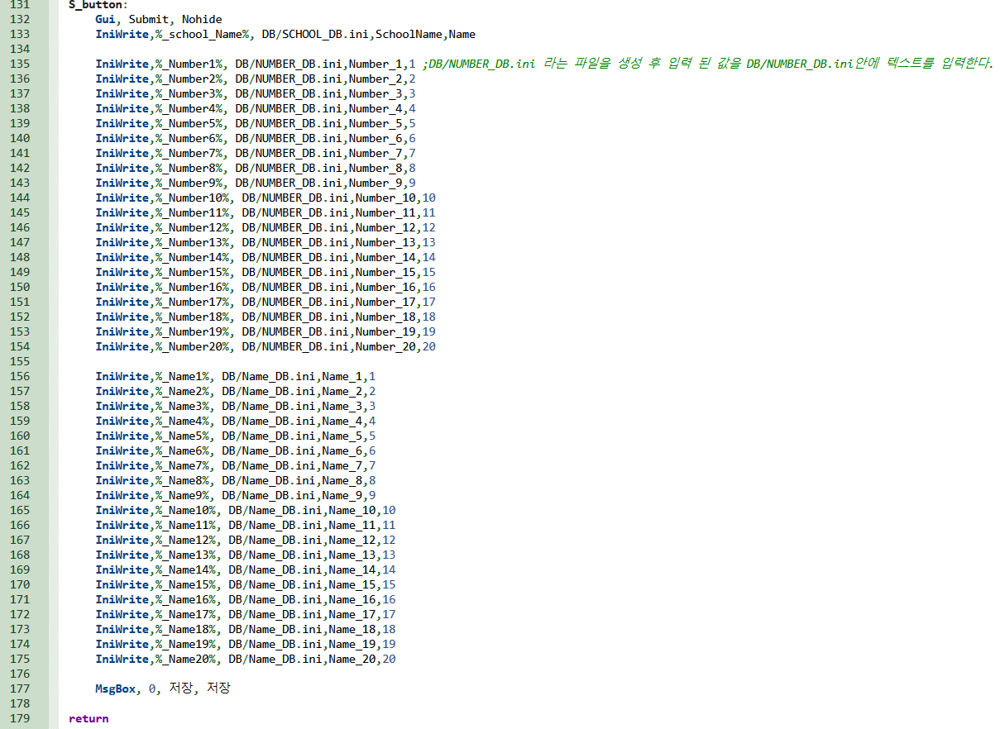 131 S_button:
132 Gui, Submit, Nohide
133 IniWrite,%_school_Name%, DB/SCHOOL_DB.ini,SchoolName,Name
134
135 IniWrite,%_Number1%, DB/NUMBER_DB.ini,Number_1,1 ;DB/NUMBER_DB.ini 라는 파일을 생성 후 입력 된 값을 DB/NUMBER_DB.ini안에 텍스트를 입력한다.
136 IniWrite,%_Number2%, DB/NUMBER_DB.ini,Number_2,2
137 IniWrite,%_Number3%, DB/NUMBER_DB.ini,Number_3,3
138 IniWrite,%_Number4%, DB/NUMBER_DB.ini,Number_4,4
139 IniWrite,%_Number5%, DB/NUMBER_DB.ini,Number_5,5
140 IniWrite,%_Number6%, DB/NUMBER_DB.ini,Number_6,6
141 IniWrite,%_Number7%, DB/NUMBER_DB.ini,Number_7,7
142 IniWrite,%_Number8%, DB/NUMBER_DB.ini,Number_8,8
143 IniWrite,%_Number9%, DB/NUMBER_DB.ini,Number_9,9
144 IniWrite,%_Number10%, DB/NUMBER_DB.ini,Number_10,10
145 IniWrite,%_Number11%, DB/NUMBER_DB.ini,Number_11,11
146 IniWrite,%_Number12%, DB/NUMBER_DB.ini,Number_12,12
147 IniWrite,%_Number13%, DB/NUMBER_DB.ini,Number_13,13
148 IniWrite,%_Number14%, DB/NUMBER_DB.ini,Number_14,14
149 IniWrite,%_Number15%, DB/NUMBER_DB.ini,Number_15,15
150 IniWrite,%_Number16%, DB/NUMBER_DB.ini,Number_16,16
151 IniWrite,%_Number17%, DB/NUMBER_DB.ini,Number_17,17
152 IniWrite,%_Number18%, DB/NUMBER_DB.ini,Number_18,18
153 IniWrite,%_Number19%, DB/NUMBER_DB.ini,Number_19,19
154 IniWrite,%_Number20%, DB/NUMBER_DB.ini,Number_20,20
155
156 IniWrite,%_Name1%, DB/Name_DB.ini,Name_1,1
157 IniWrite,%_Name2%, DB/Name_DB.ini,Name_2,2
158 IniWrite,%_Name3%, DB/Name_DB.ini,Name_3,3
159 IniWrite,%_Name4%, DB/Name_DB.ini,Name_4,4
160 IniWrite,%_Name5%, DB/Name_DB.ini,Name_5,5
161 IniWrite,%_Name6%, DB/Name_DB.ini,Name_6,6
162 IniWrite,%_Name7%, DB/Name_DB.ini,Name_7,7
163 IniWrite,%_Name8%, DB/Name_DB.ini,Name_8,8
164 IniWrite,%_Name9%, DB/Name_DB.ini,Name_9,9
165 IniWrite,%_Name10%, DB/Name_DB.ini,Name_10,10
166 IniWrite,%_Name11%, DB/Name_DB.ini,Name_11,11
167 IniWrite,%_Name12%, DB/Name_DB.ini,Name_12,12
168 IniWrite,%_Name13%, DB/Name_DB.ini,Name_13,13
169 IniWrite,%_Name14%, DB/Name_DB.ini,Name_14,14
170 IniWrite,%_Name15%, DB/Name_DB.ini,Name_15,15
171 IniWrite,%_Name16%, DB/Name_DB.ini,Name_16,16
172 IniWrite,%_Name17%, DB/Name_DB.ini,Name_17,17
173 IniWrite,%_Name18%, DB/Name_DB.ini,Name_18,18
174 IniWrite,%_Name19%, DB/Name_DB.ini,Name_19,19
175 IniWrite,%_Name20%, DB/Name_DB.ini,Name_20,20
176
177 MsgBox, 0, 저장, 저장
178
179 return